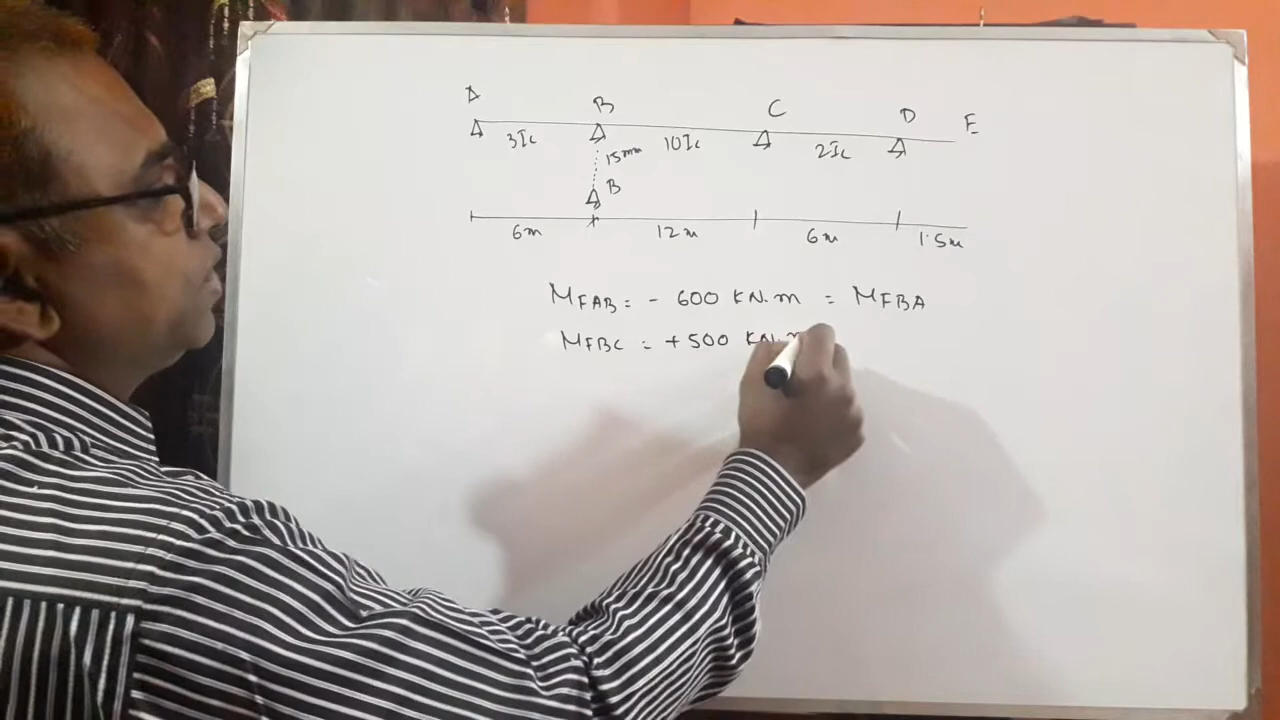 A B C D E
3Ic 10Ic 2Ic
15mm
B
6m 12m 6m 1.5m
MFAB = - 600 KN.m = MFBA
MFBC = +500 KN.m